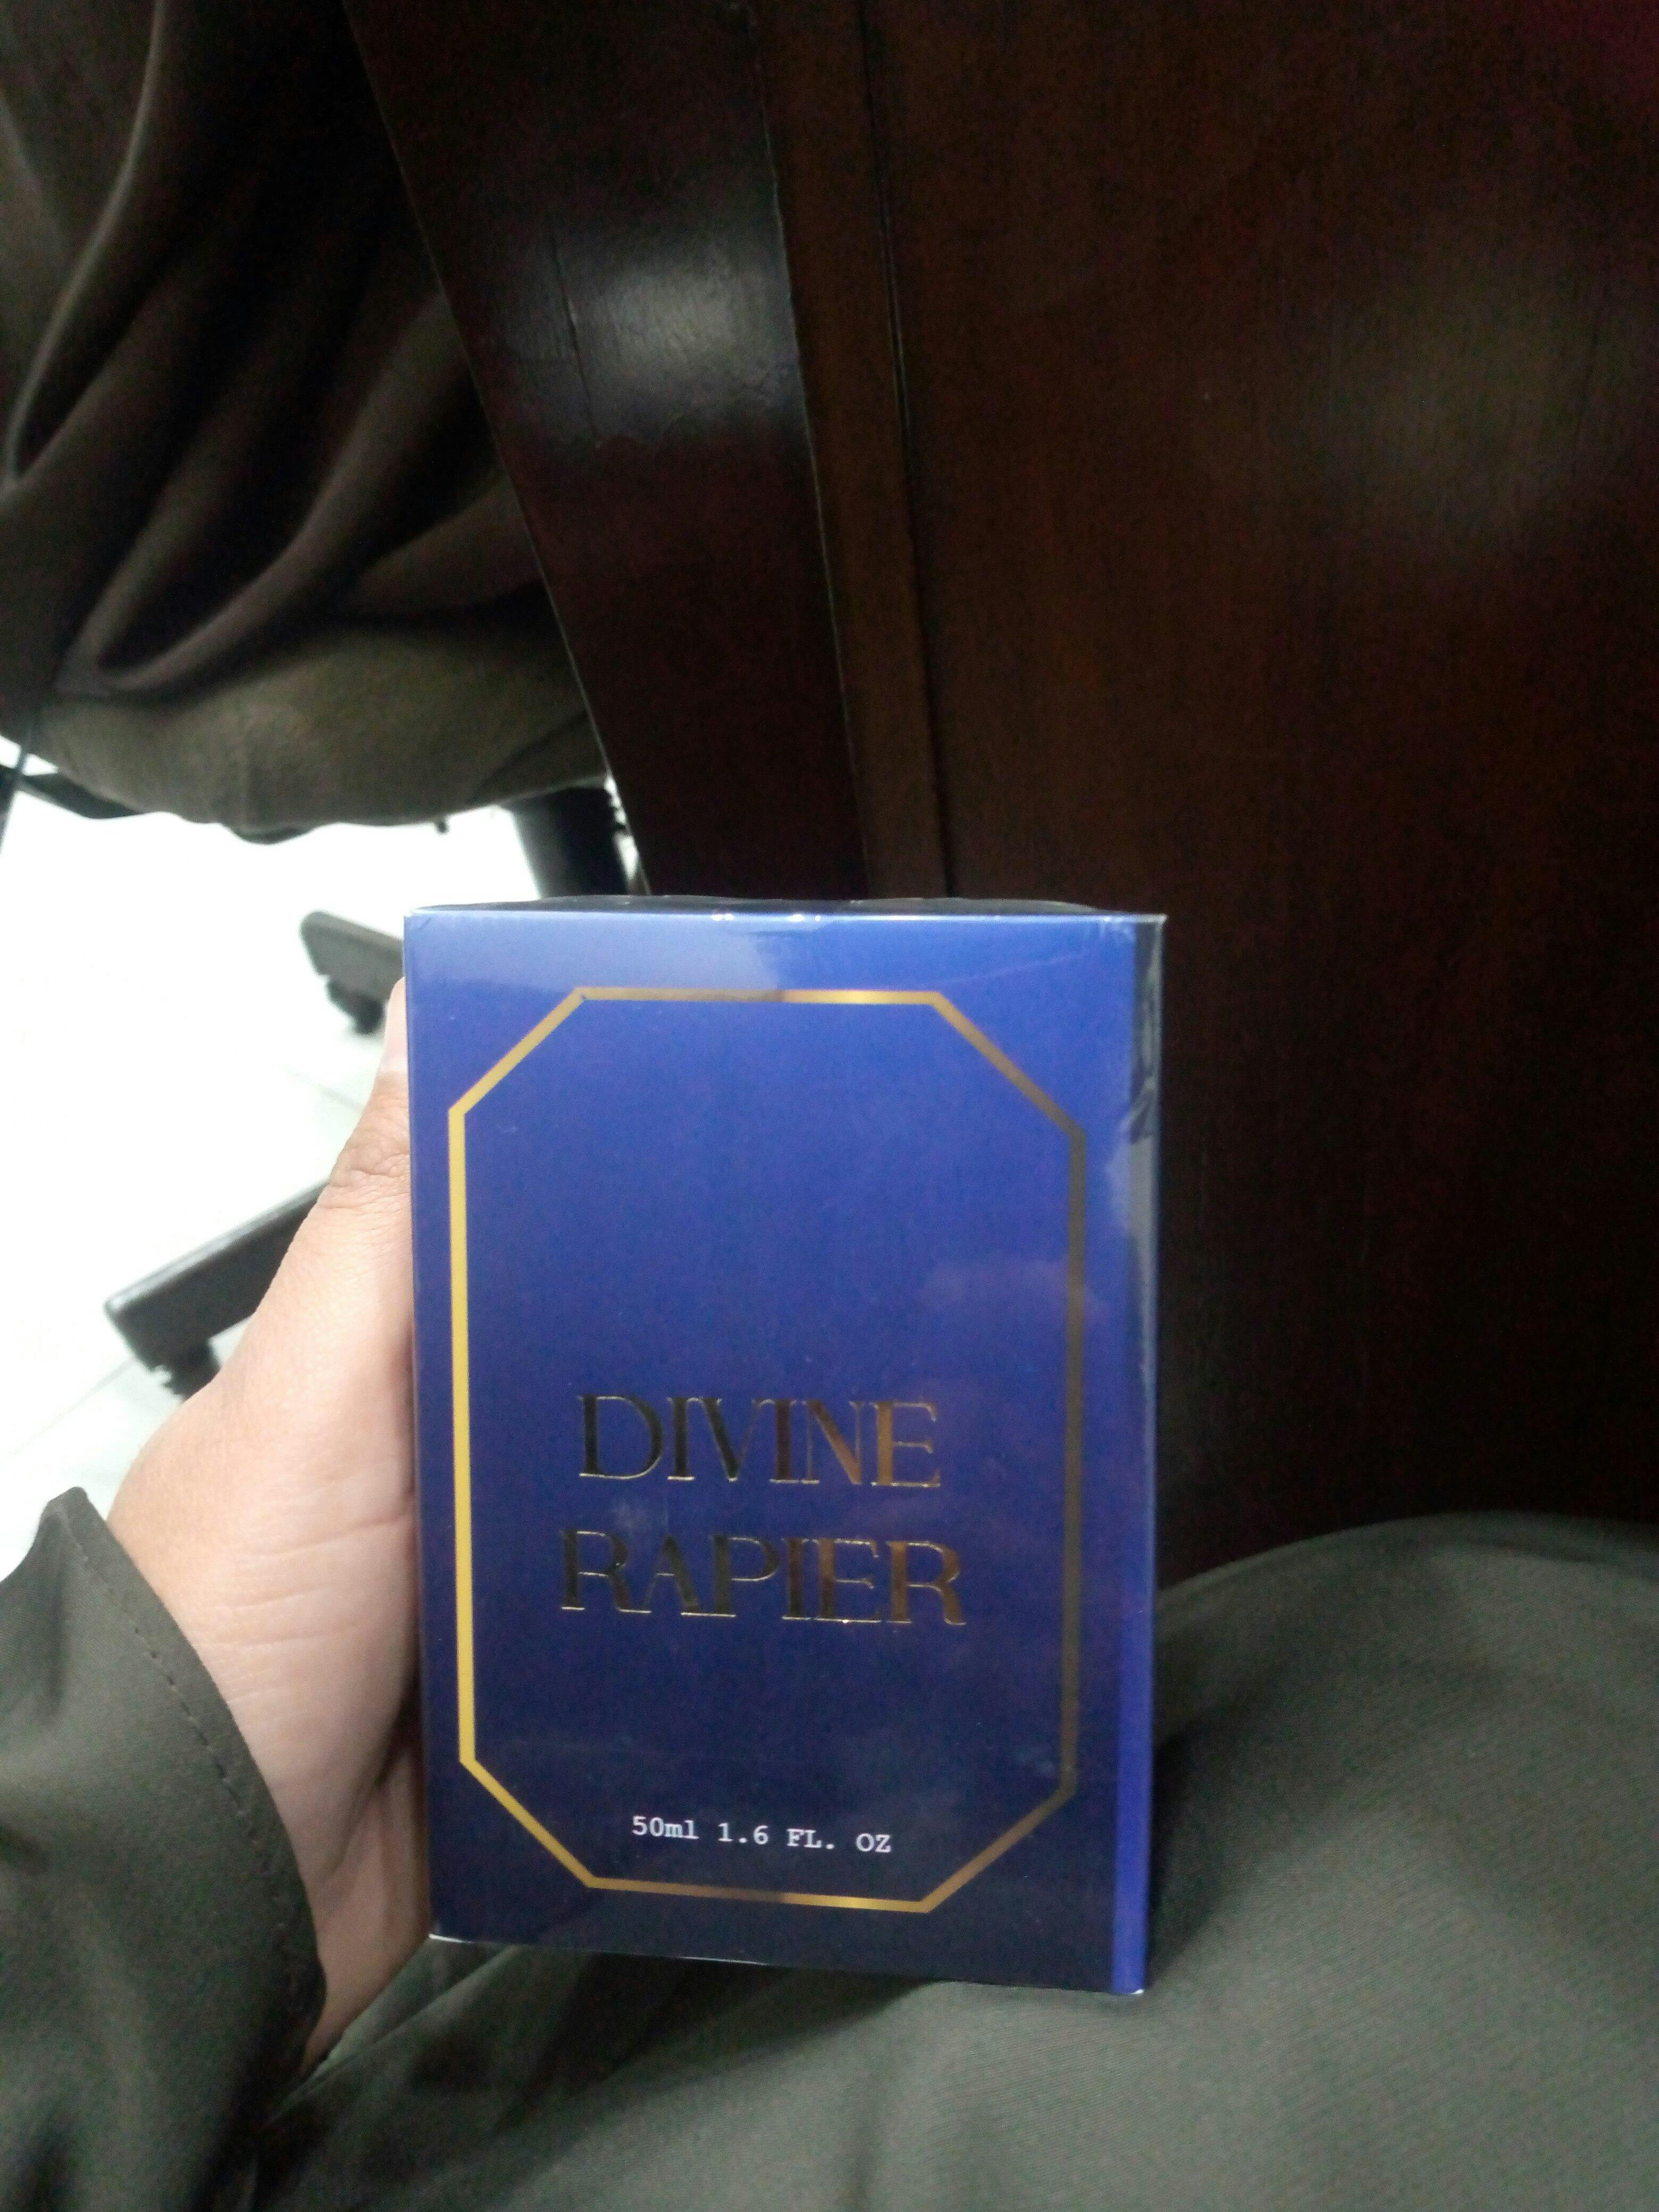 DIVINE
RAPIER
50ml 1.6 FL. OZ